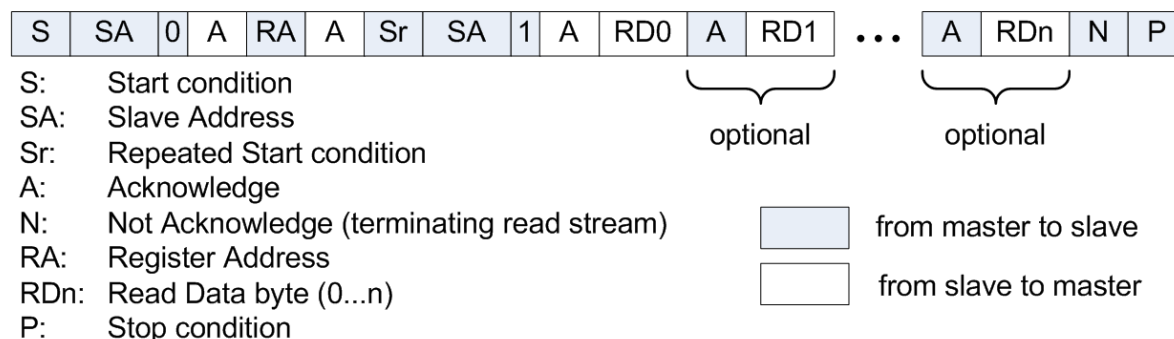 S SA 0 A RA A Sr SA 1 A RD0 A RD1 ... A RDn N P
S: Start condition
SA: Slave Address
optional optional
Sr: Repeated Start condition
A: Acknowledge
N: Not Acknowledge (terminating read stream)
from master to slave
RA: Register Address
RDn: Read Data byte (0...n)
from slave to master
P: Stop condition